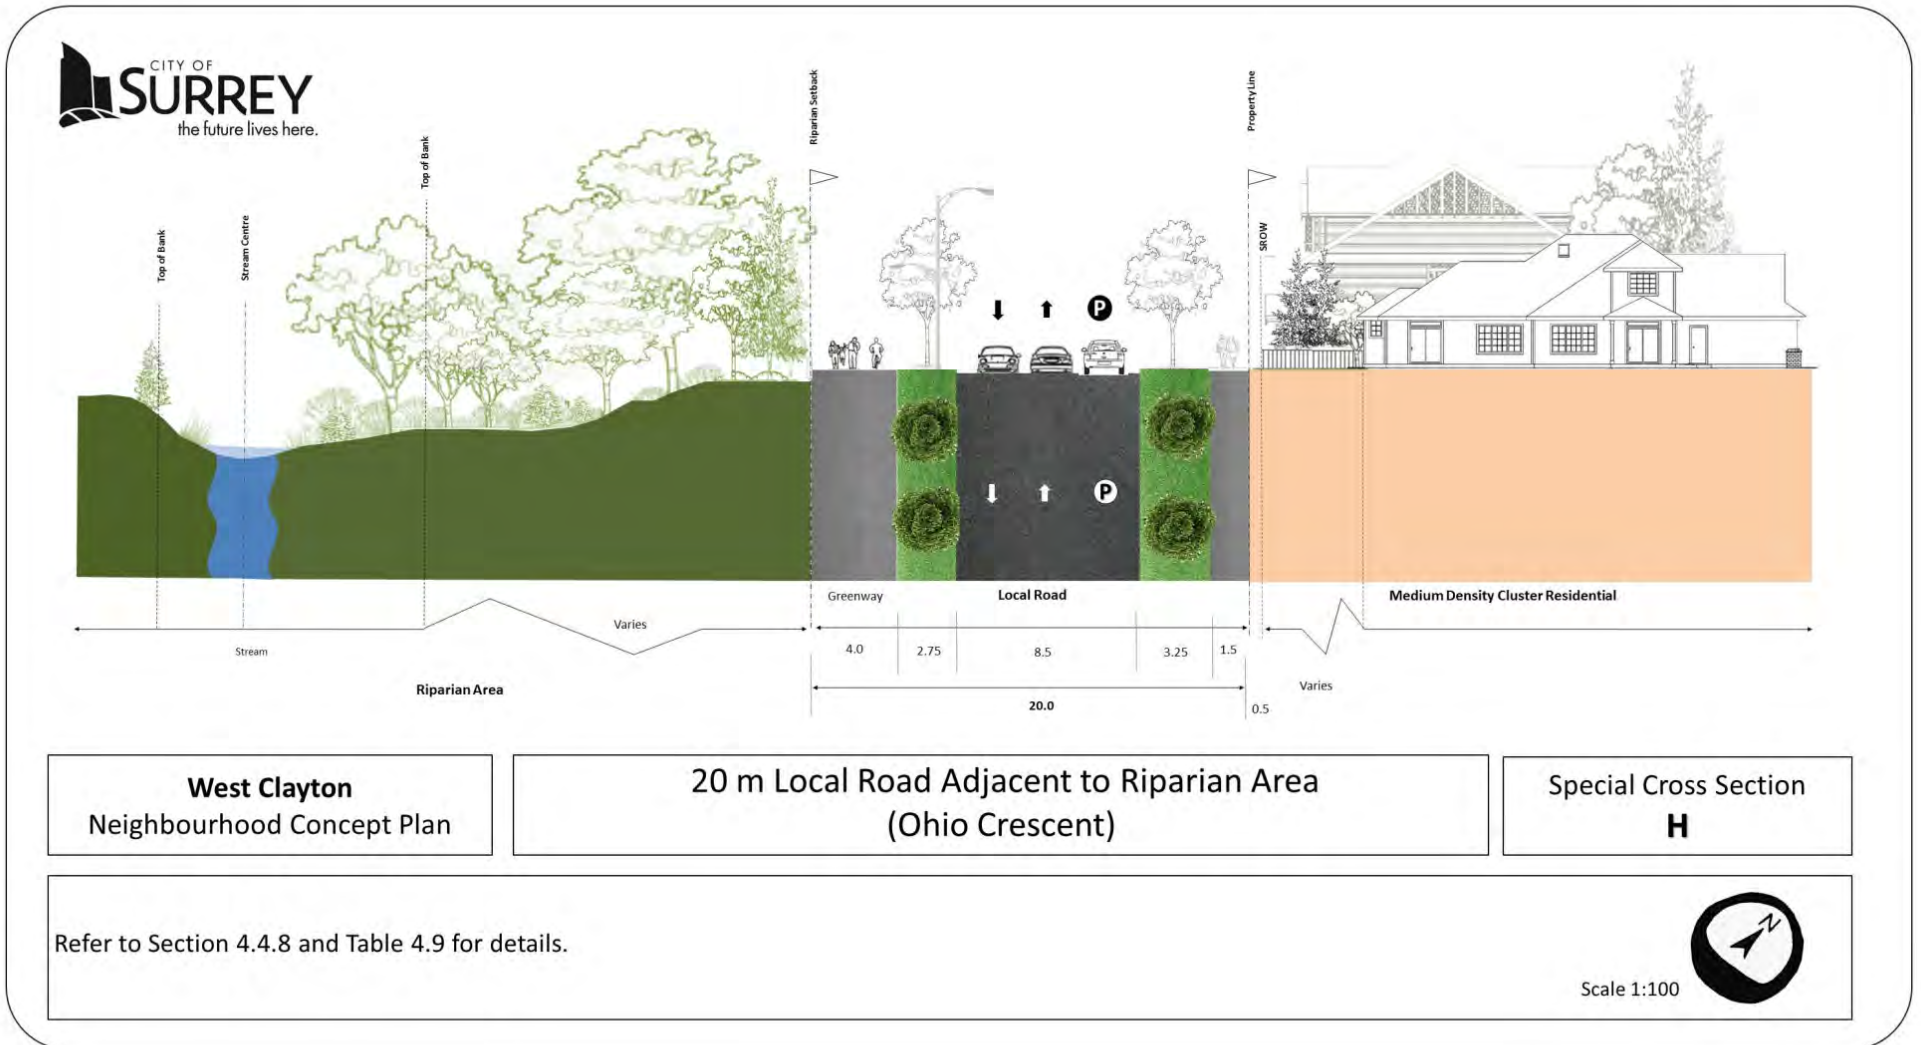 CITY OF
SURREY
the future lives here.
Top of Bank
Stream Centre
Top of Bank
Riparian Setback
Property Line
SROW
P
P
Greenway
Local Road
Medium Density Cluster Residential
Varies
Stream
4.0
2.75
8.5
3.25
1.5
Riparian Area
20.0
0.5
Varies
West Clayton
Neighbourhood Concept Plan
20 m Local Road Adjacent to Riparian Area
(Ohio Crescent)
Special Cross Section
H
Refer to Section 4.4.8 and Table 4.9 for details.
Scale 1:100
N